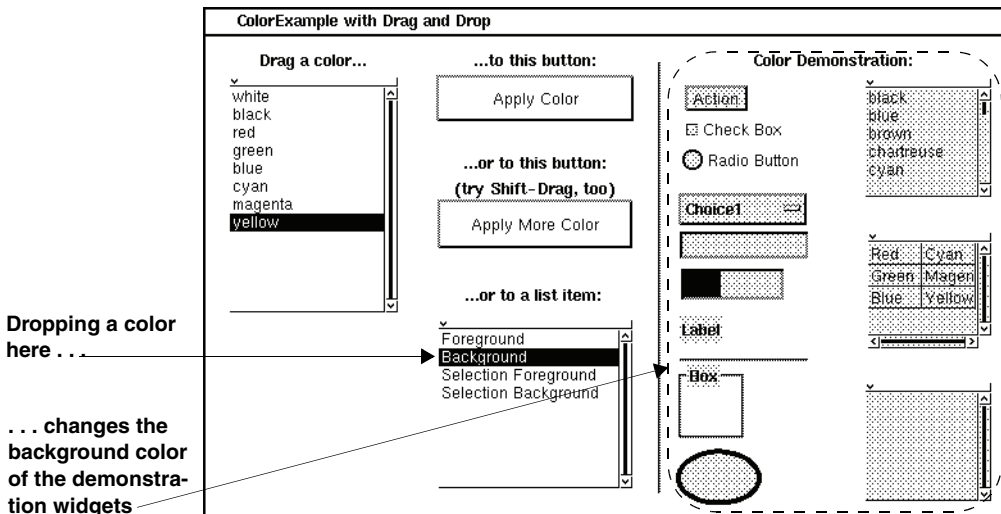 ColorExample with Drag and Drop
Drag a color...
white
black
red
green
blue
cyan
magenta
yellow
...to this button:
Apply Color
...or to this button:
(try Shift-Drag, too)
Apply More Color
...or to a list item:
Foreground
Background
Selection Foreground
Selection Background
Color Demonstration:
Action
Check Box
Radio Button
Choice1
Label
Box
black
blue
brown
chartreuse
cyan
Red Cyan
Green Magen
Blue Yellow
Dropping a color
here . . .
. . . changes the
background color
of the demonstra-
tion widgets